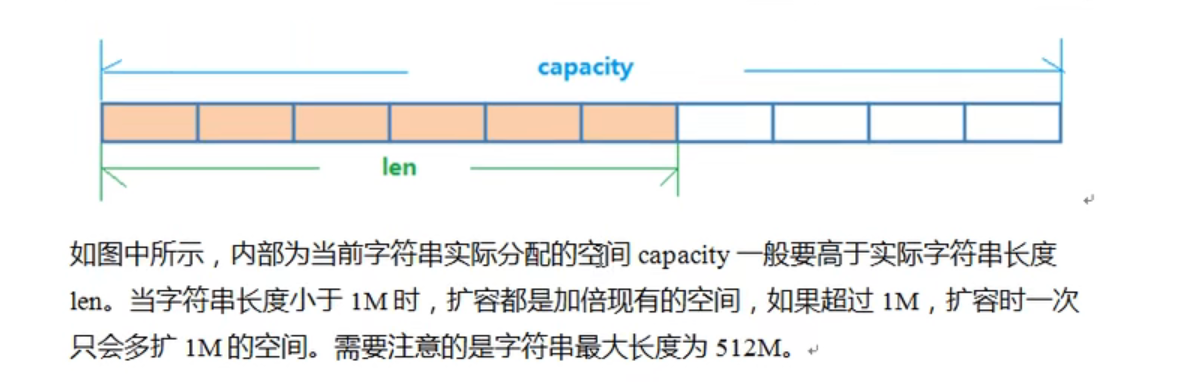 capacity
len
如图中所示，内部为当前字符串实际分配的空间 capacity 一般要高于实际字符串长度
len。当字符串长度小于 1M 时，扩容都是加倍现有的空间，如果超过 1M，扩容时一次
只会多扩 1M 的空间。需要注意的是字符串最大长度为 512M。